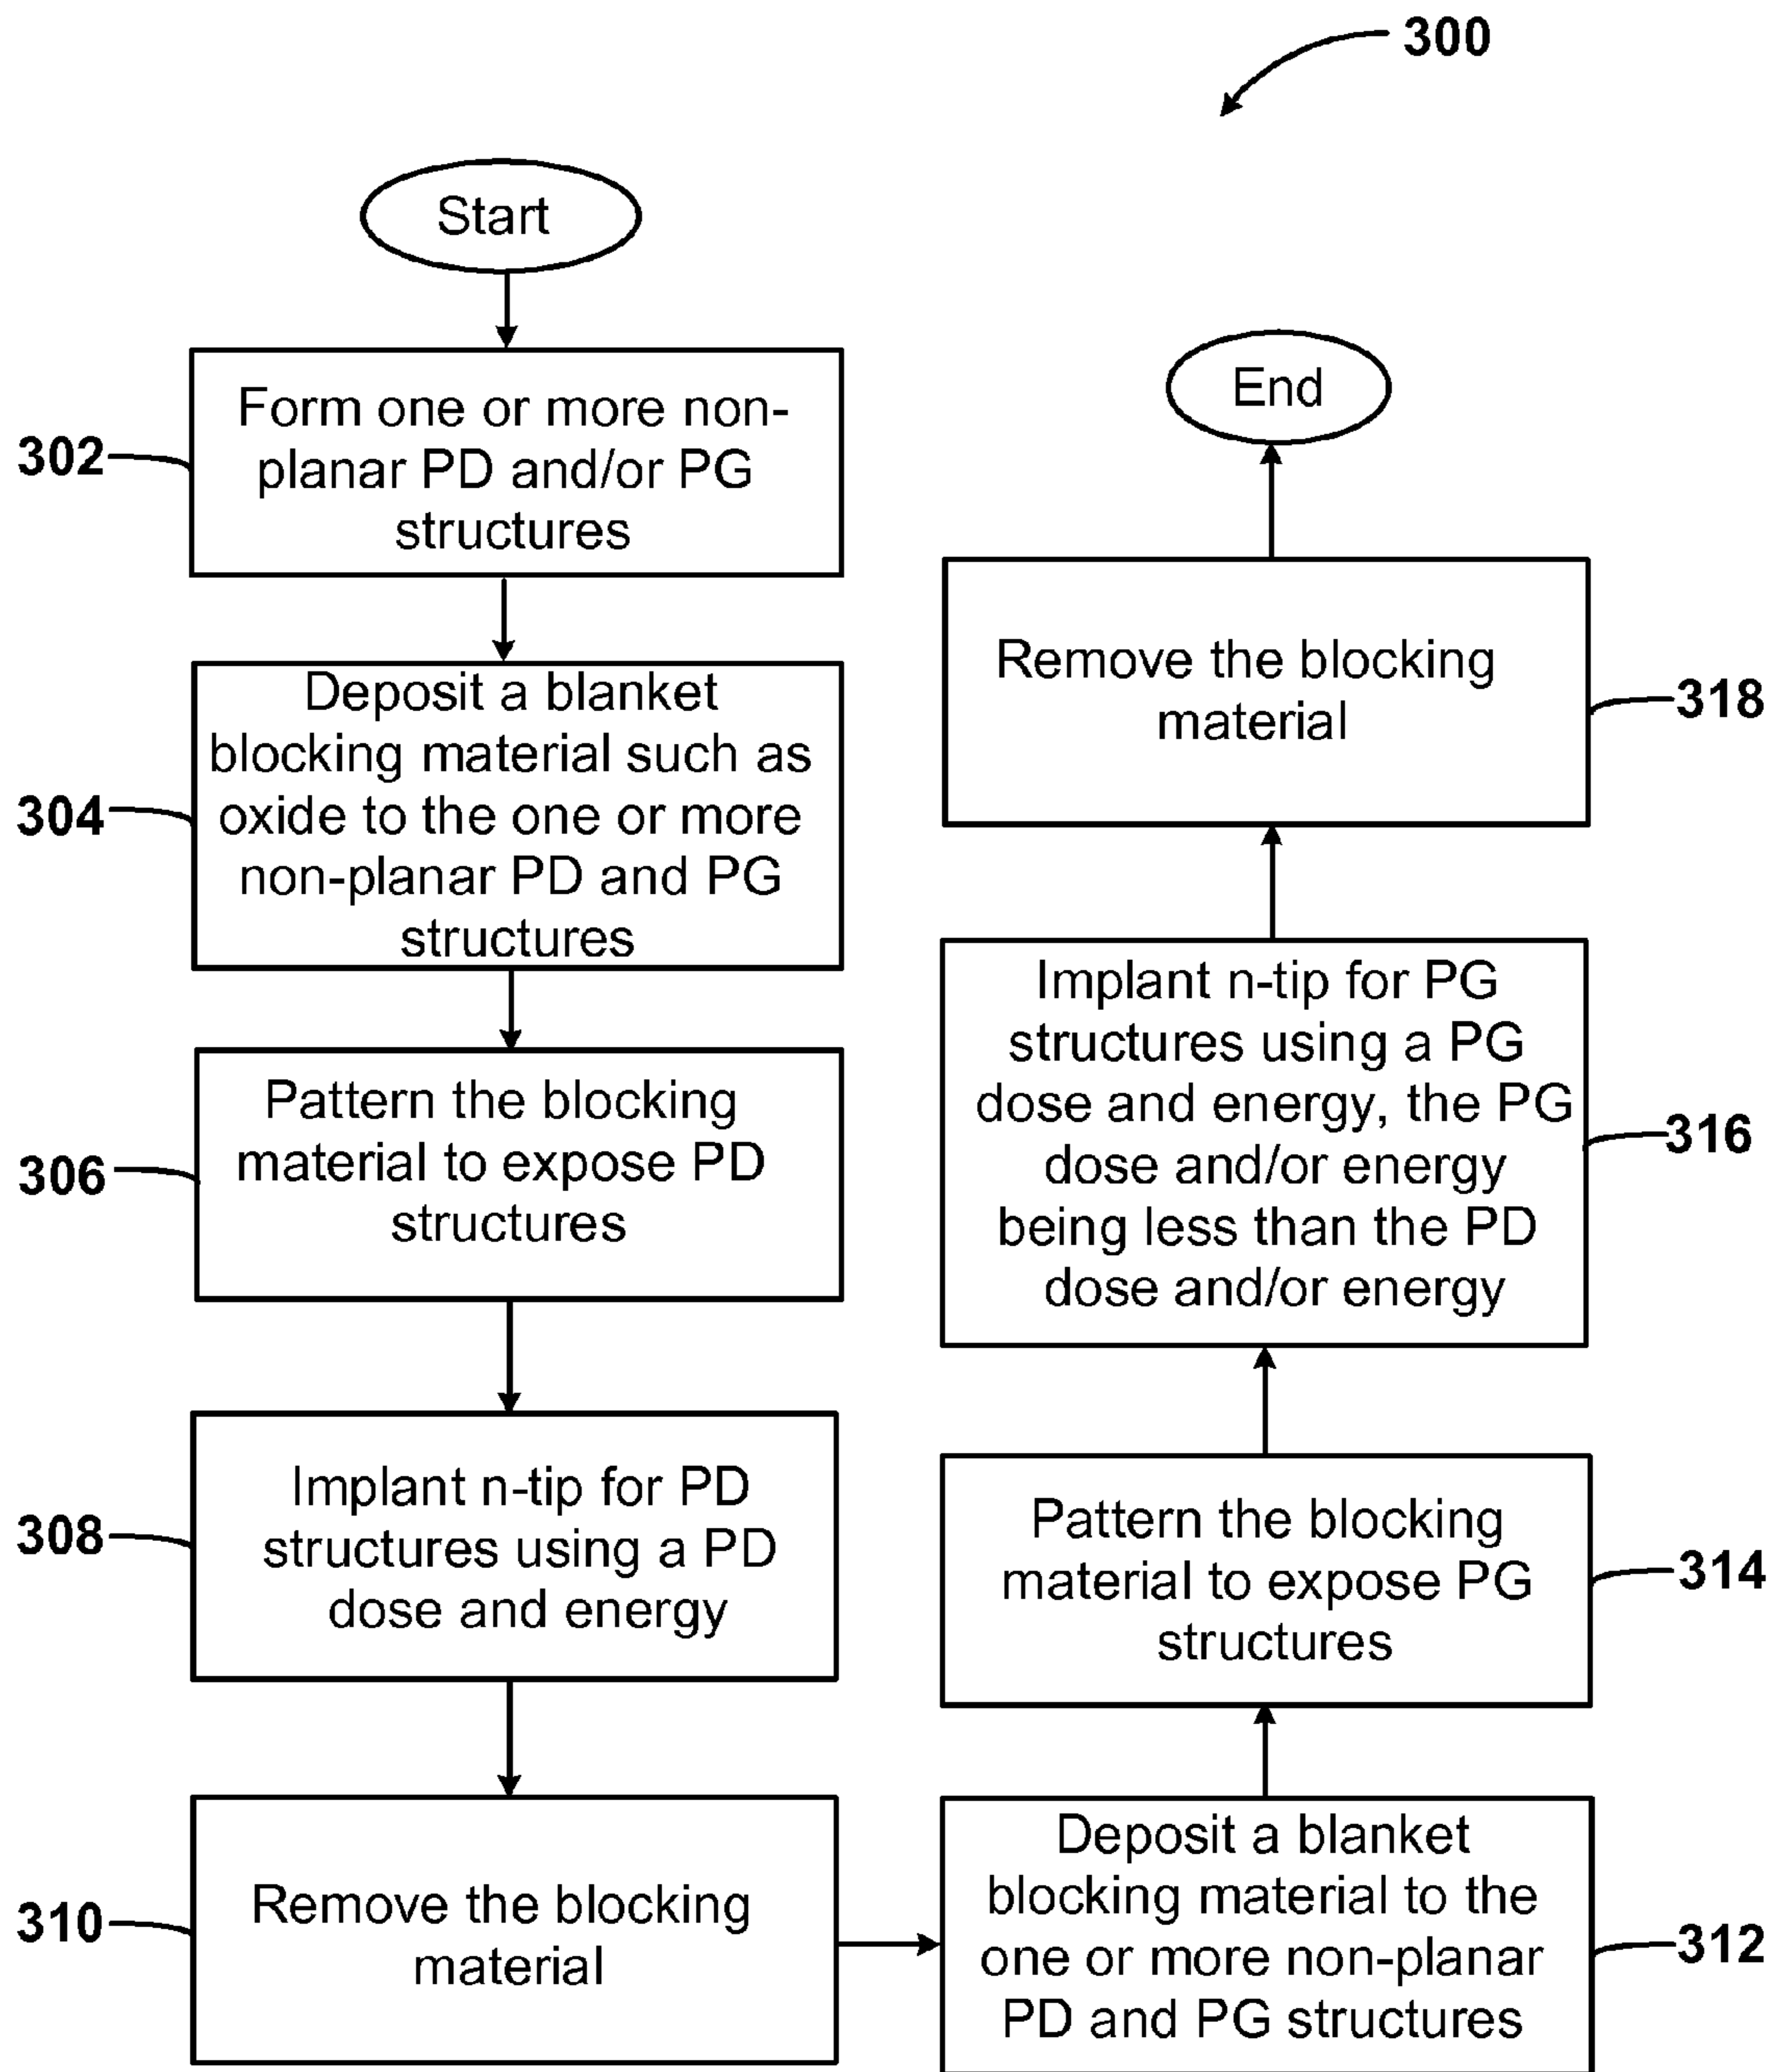 300
Start
302
Form one or more non-
planar PD and/or PG
structures
304
Deposit a blanket
blocking material such as
oxide to the one or more
non-planar PD and PG
structures
306
Pattern the blocking
material to expose PD
structures
308
Implant n-tip for PD
structures using a PD
dose and energy
310
Remove the blocking
material
312
Deposit a blanket
blocking material to the
one or more non-planar
PD and PG structures
314
Pattern the blocking
material to expose PG
structures
316
Implant n-tip for PG
structures using a PG
dose and energy, the PG
dose and/or energy
being less than the PD
dose and/or energy
318
Remove the blocking
material
End